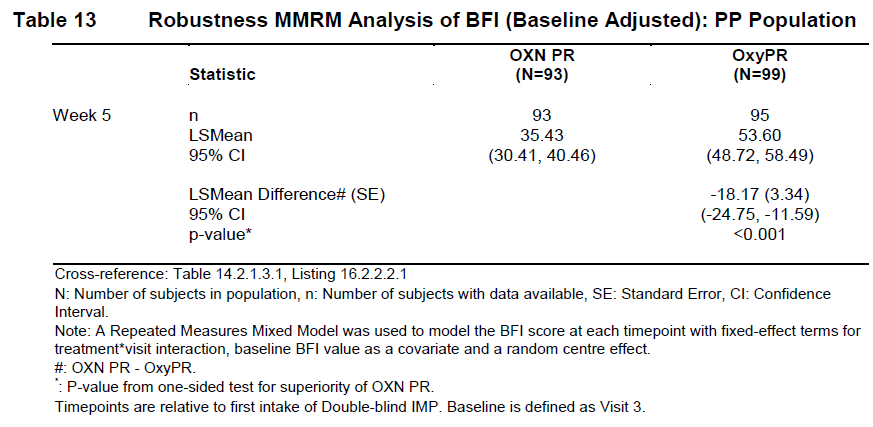 Table 13 Robustness MMRM Analysis of BFI (Baseline Adjusted): PP Population
OXN PR OxyPR
Statistic (N=93) (N=99)
Week 5 n 93 95
LSMean 35.43 53.60
95% CI (30.41, 40.46) (48.72, 58.49)
LSMean Difference# (SE) -18.17 (3.34)
95% CI (-24.75, -11.59)
p-value* <0.001
Cross-reference: Table 14.2.1.3.1, Listing 16.2.2.2.1
N: Number of subjects in population, n: Number of subjects with data available, SE: Standard Error, CI: Confidence
Interval.
Note: A Repeated Measures Mixed Model was used to model the BFI score at each timepoint with fixed-effect terms for
treatment*visit interaction, baseline BFI value as a covariate and a random centre effect.
#: OXN PR - OxyPR.
*: P-value from one-sided test for superiority of OXN PR.
Timepoints are relative to first intake of Double-blind IMP. Baseline is defined as Visit 3.